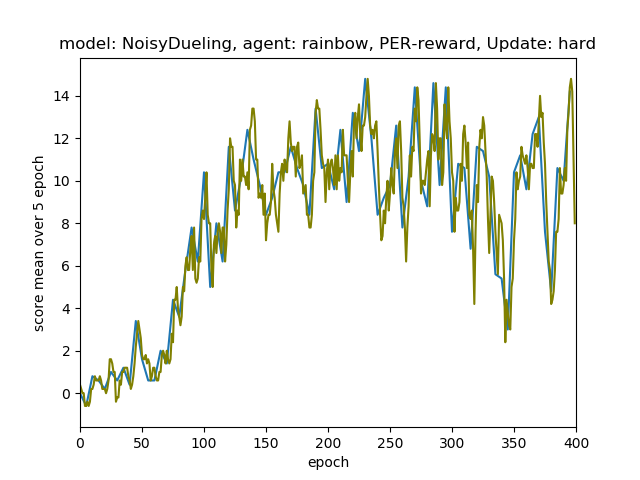 model: NoisyDueling, agent: rainbow, PER-reward, Update: hard
score mean over 5 epoch
14
12
10
8
6
4
2
0
0 50 100 150 200 250 300 350 400
epoch